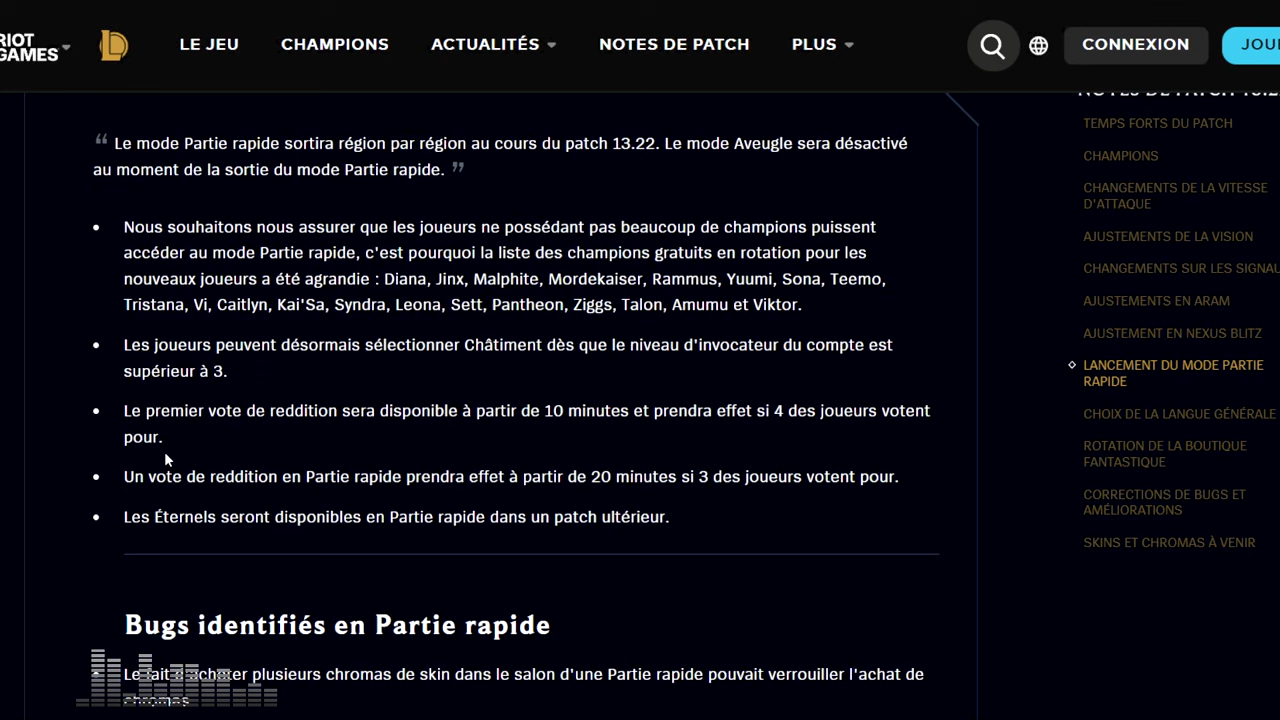 RIOT
GAMES
LE JEU
CHAMPIONS
ACTUALITÉS
NOTES DE PATCH
PLUS
CONNEXION
Le mode Partie rapide sortira région par région au cours du patch 13.22. Le mode Aveugle sera désactivé
au moment de la sortie du mode Partie rapide.
• Nous souhaitons nous assurer que les joueurs ne possédant pas beaucoup de champions puissent
accéder au mode Partie rapide, c'est pourquoi la liste des champions gratuits en rotation pour les
nouveaux joueurs a été agrandie : Diana, Jinx, Malphite, Mordekaiser, Rammus, Yuumi, Sona, Teemo,
Tristana, Vi, Caitlyn, Kai'Sa, Syndra, Leona, Sett, Pantheon, Ziggs, Talon, Amumu et Viktor.
• Les joueurs peuvent désormais sélectionner Châtiment dès que le niveau d'invocateur du compte est
supérieur à 3.
• Le premier vote de reddition sera disponible à partir de 10 minutes et prendra effet si 4 des joueurs votent
pour.
• Un vote de reddition en Partie rapide prendra effet à partir de 20 minutes si 3 des joueurs votent pour.
• Les Éternels seront disponibles en Partie rapide dans un patch ultérieur.
Bugs identifiés en Partie rapide
• Le fait d'acheter plusieurs chromas de skin dans le salon d'une Partie rapide pouvait verrouiller l'achat de
chromas
NOTES DE PATCH
TEMPS FORTS DU PATCH
CHAMPIONS
CHANGEMENTS DE LA VITESSE
D'ATTAQUE
AJUSTEMENTS DE LA VISION
CHANGEMENTS SUR LES SIGNAU
AJUSTEMENTS EN ARAM
AJUSTEMENT EN NEXUS BLITZ
LANCEMENT DU MODE PARTIE
RAPIDE
CHOIX DE LA LANGUE GÉNÉRALE
ROTATION DE LA BOUTIQUE
FANTASTIQUE
CORRECTIONS DE BUGS ET
AMÉLIORATIONS
SKINS ET CHROMAS À VENIR